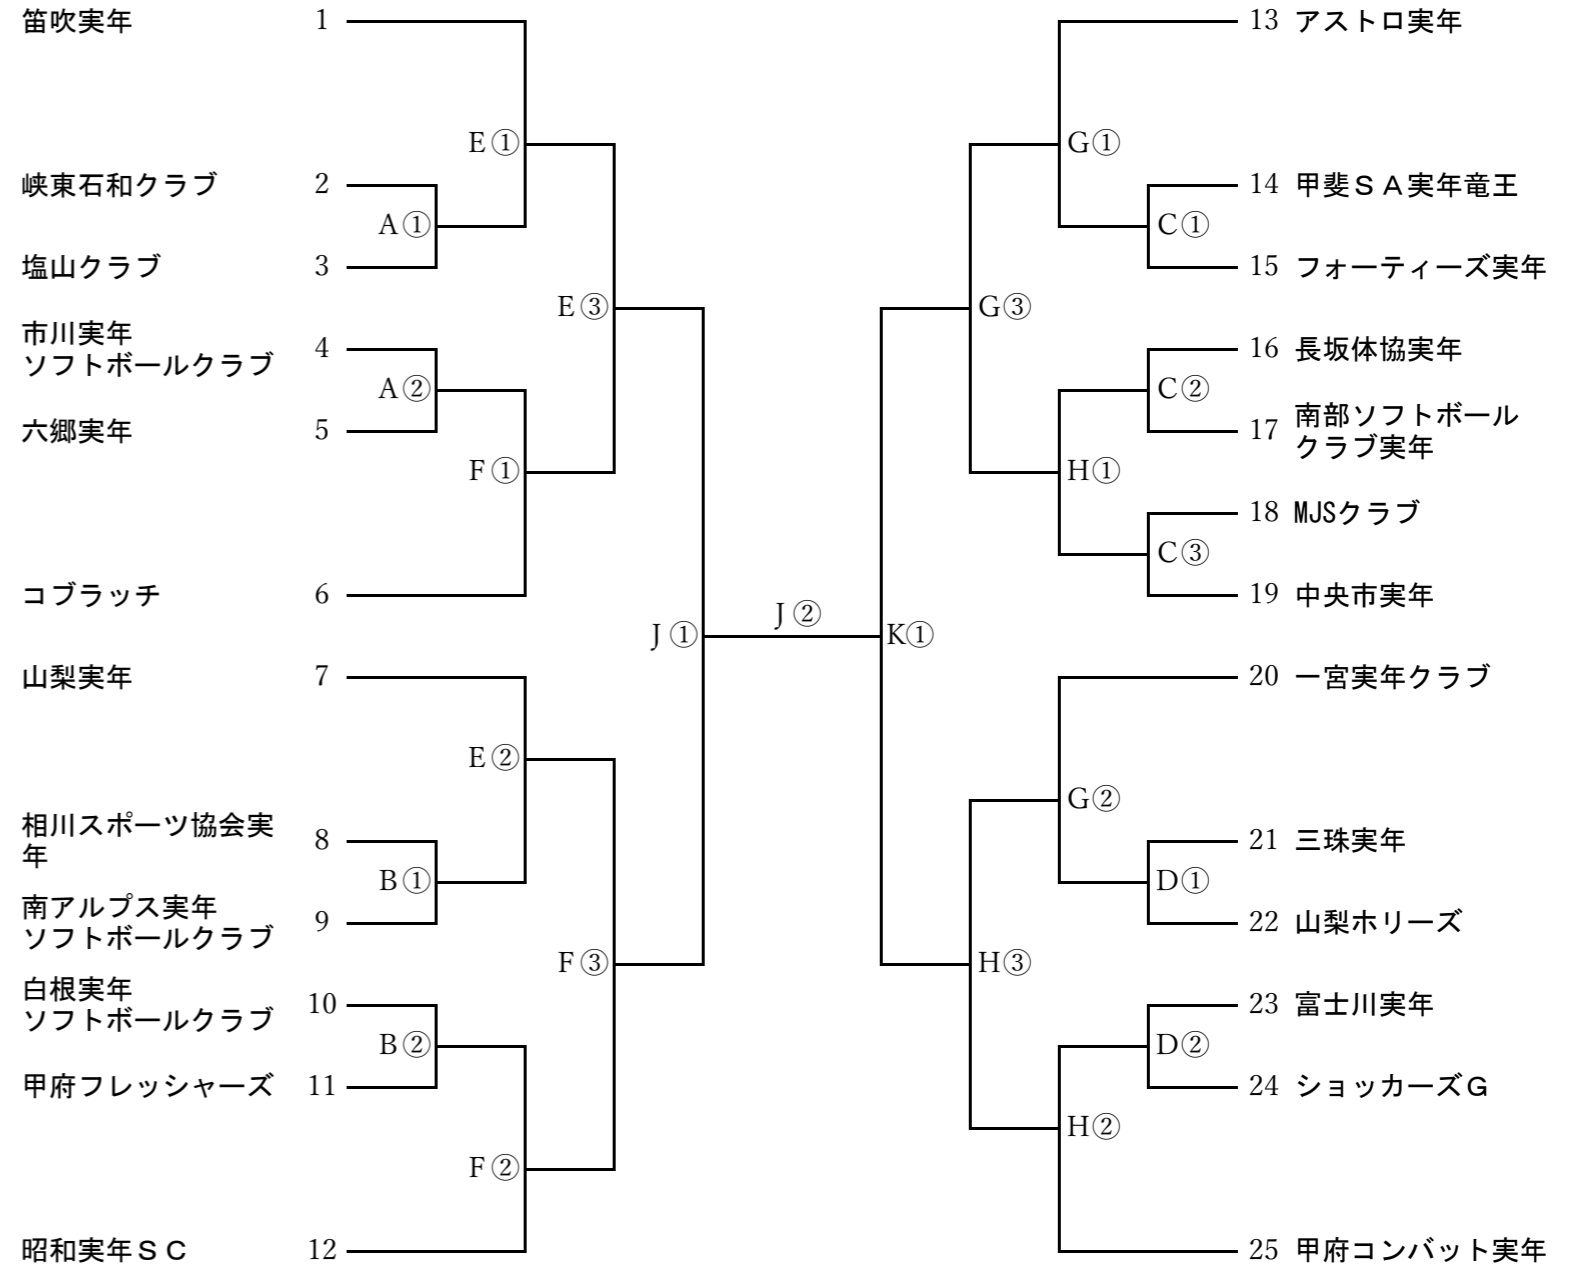 笛吹実年 1
E①
峡東石和クラブ 2
A①
塩山クラブ 3
E③
市川実年
ソフトボールクラブ 4
A②
六郷実年 5
F①
コブラッチ 6
J①
山梨実年 7
E②
相川スポーツ協会実
年 8
B①
南アルプス実年
ソフトボールクラブ 9
F③
白根実年
ソフトボールクラブ 10
B②
甲府フレッシャーズ 11
F②
昭和実年ＳＣ 12
J②
13 アストロ実年
G①
14 甲斐ＳＡ実年竜王
C①
15 フォーティーズ実年
G③
16 長坂体協実年
C②
17 南部ソフトボール
クラブ実年
H①
18 MJSクラブ
C③
19 中央市実年
K①
20 一宮実年クラブ
G②
21 三珠実年
D①
22 山梨ホリーズ
H③
23 富士川実年
D②
24 ショッカーズＧ
H②
25 甲府コンバット実年